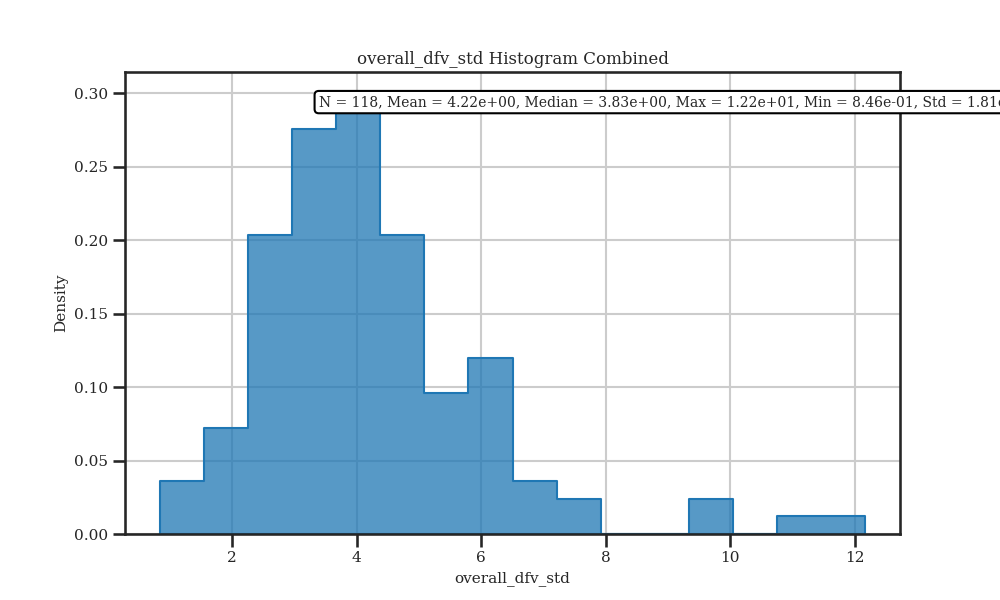 overall_dfv_std Histogram Combined
N = 118, Mean = 4.22e+00, Median = 3.83e+00, Max = 1.22e+01, Min = 8.46e-01, Std = 1.81
0.30
0.25
0.20
0.15
0.10
0.05
0.00
Density
2 4 6 8 10 12
overall_dfv_std